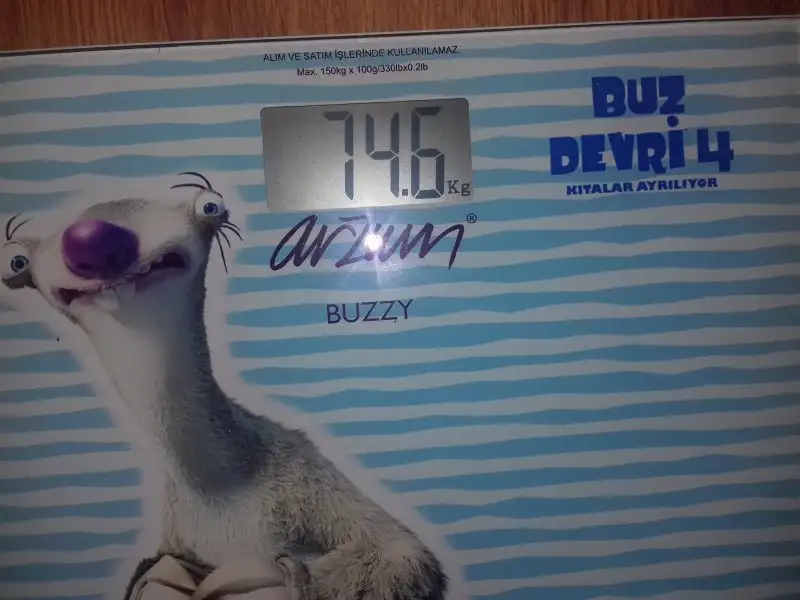 ALIM VE SATIM İŞLERİNDE KULLANILAMAZ.
Max. 150kg x 100g/330lbx0.2lb
74.6 Kg
arzum®
BUZZY
BUZ
DEVRİ 4
KITALAR AYRILIYOR